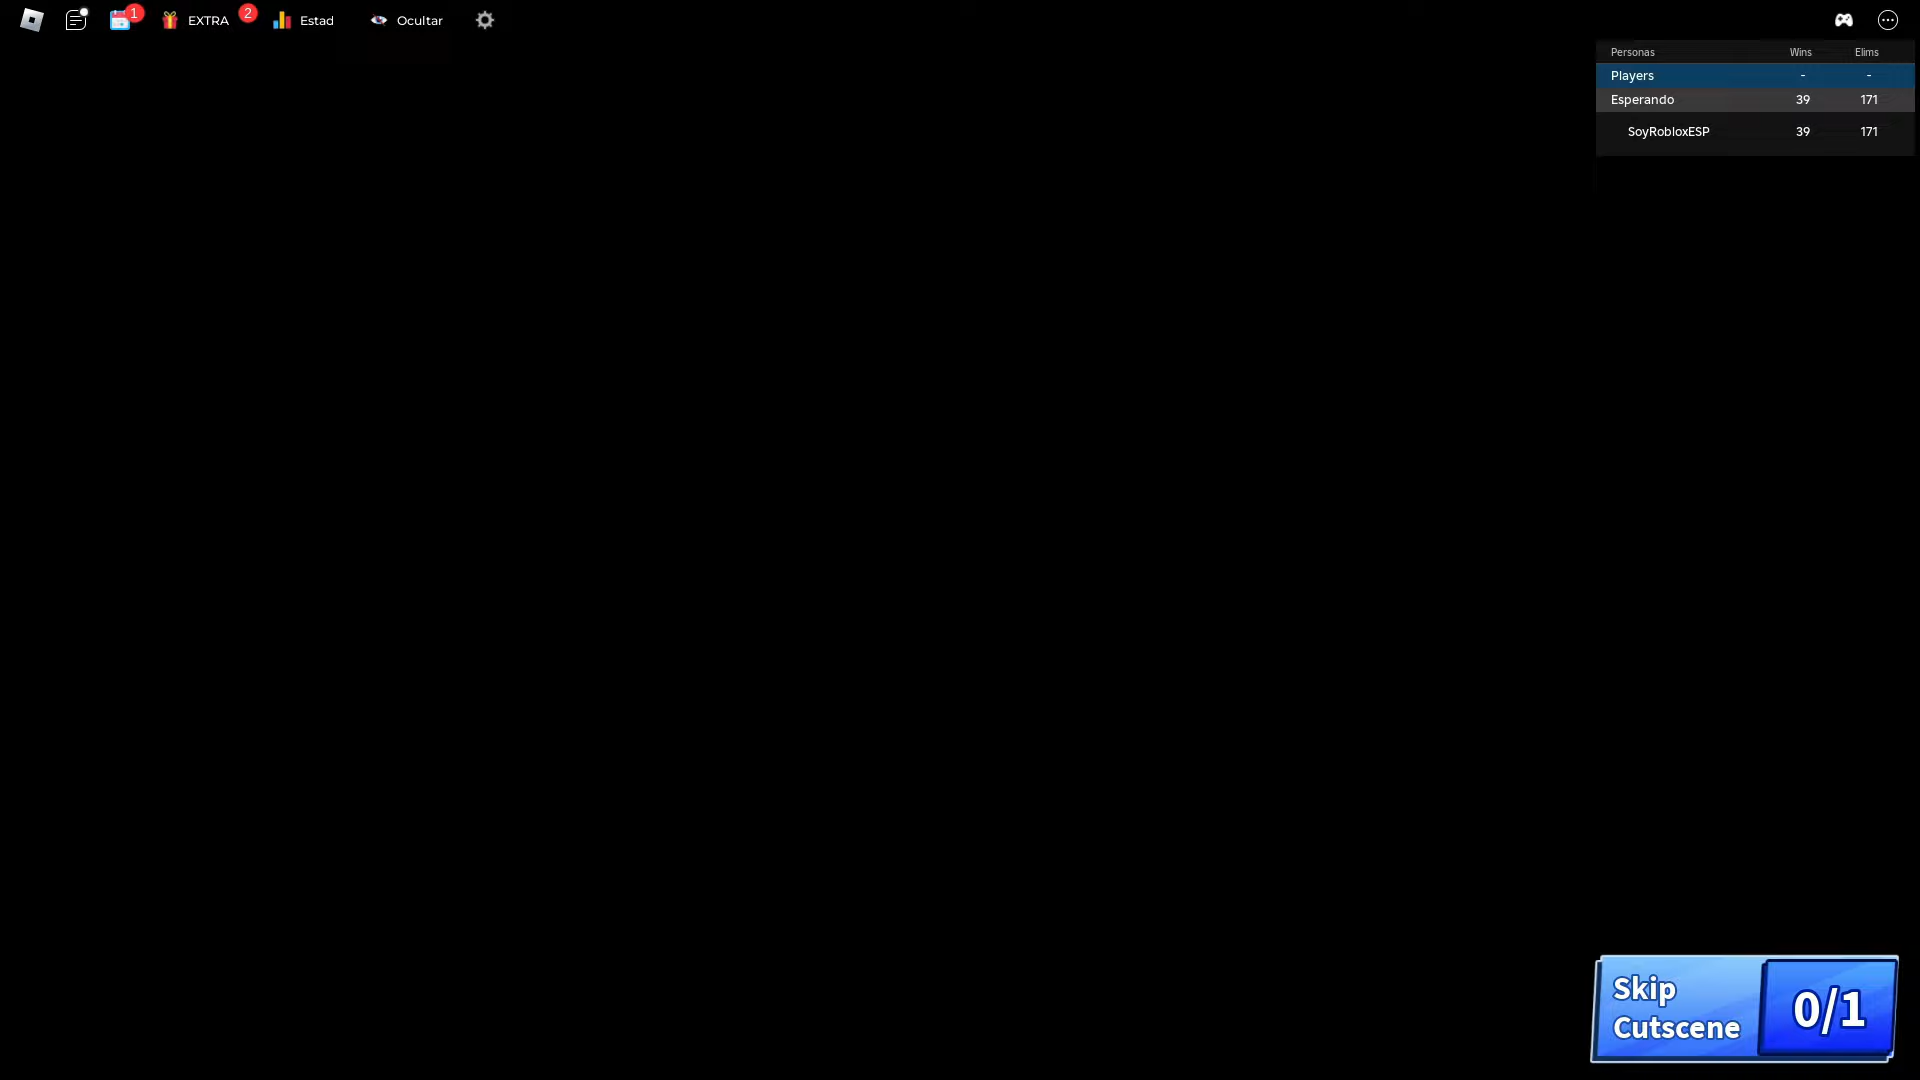 1
EXTRA 2
Estad
Ocultar
Personas Wins Elims
Players - -
Esperando 39 171
SoyRobloxESP 39 171
Skip
Cutscene
0/1